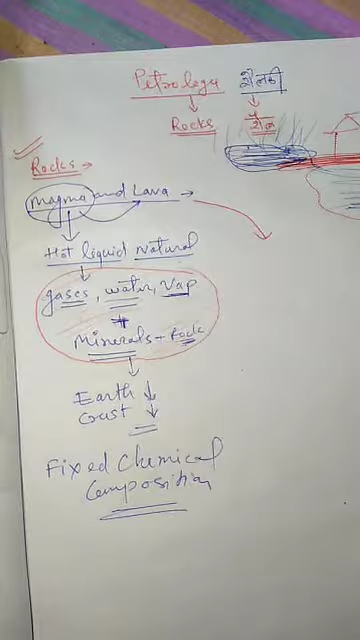 Petrology शैलकी
Rocks शैल
Rocks →
Magma and Lava →
Hot liquid Natural
gases, water, Vap
+
Minerals + Rock
Earth
Crust
Fixed Chemical
Composition